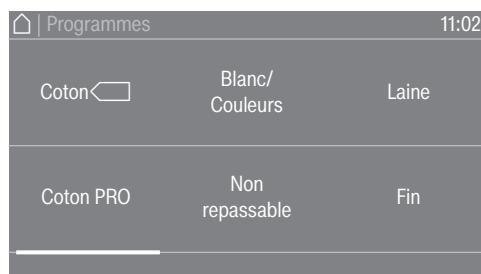 | Programmes 11:02
Coton
Blanc/
Couleurs
Laine
Coton PRO
Non
repassable
Fin